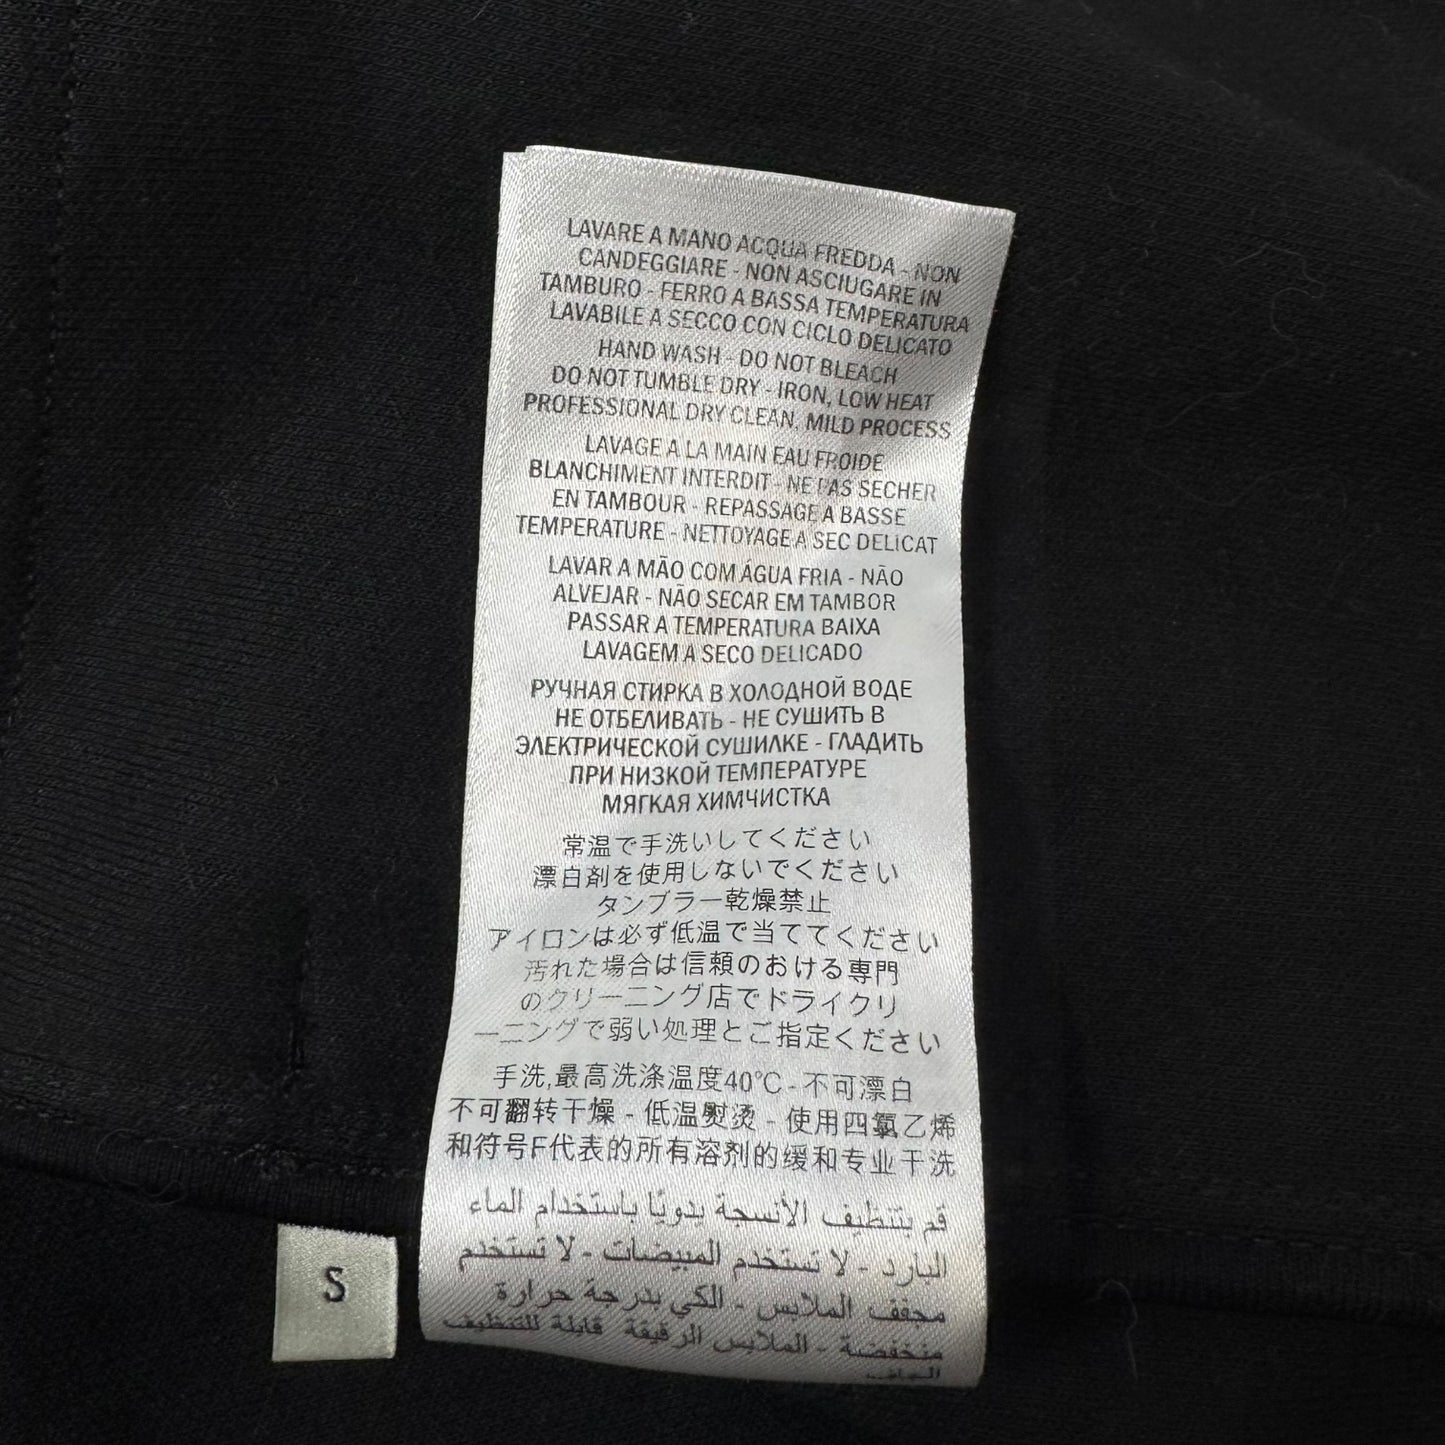 LAVARE A MANO ACQUA FREDDA - NON
CANDEGGIARE - NON ASCIUGARE IN
TAMBURO - FERRO A BASSA TEMPERATURA
LAVABILE A SECCO CON CICLO DELICATO
HAND WASH - DO NOT BLEACH
DO NOT TUMBLE DRY - IRON, LOW HEAT
PROFESSIONAL DRY CLEAN, MILD PROCESS
LAVAGE A LA MAIN EAU FROIDE
BLANCHIMENT INTERDIT - NE PAS SECHER
EN TAMBOUR - REPASSAGE A BASSE
TEMPERATURE - NETTOYAGE A SEC DELICAT
LAVAR A MÃO COM ÁGUA FRIA - NÃO
ALVEJAR - NÃO SECAR EM TAMBOR
PASSAR A TEMPERATURA BAIXA
LAVAGEM A SECO DELICADO
РУЧНАЯ СТИРКА В ХОЛОДНОЙ ВОДЕ
НЕ ОТБЕЛИВАТЬ - НЕ СУШИТЬ В
ЭЛЕКТРИЧЕСКОЙ СУШИЛКЕ - ГЛАДИТЬ
ПРИ НИЗКОЙ ТЕМПЕРАТУРЕ
МЯГКАЯ ХИМЧИСТКА
常温で手洗いしてください
漂白剤を使用しないでください
タンブラー乾燥禁止
アイロンは必ず低温で当ててください
汚れた場合は信頼のおける専門
のクリーニング店でドライクリ
ーニングで弱い処理とご指定ください
手洗,最高洗涤温度40℃ - 不可漂白
不可翻转干燥 - 低温熨烫 - 使用四氯乙烯
和符号F代表的所有溶剂的缓和专业干洗
قم بتنظيف الأنسجة يدويًا باستخدام الماء
البارد - لا تستخدم المبيضات - لا تستخدم
مجفف الملابس - الكي بدرجة حرارة
منخفضة - الملابس الرقيقة قابلة للتنظيف
الجاف
S